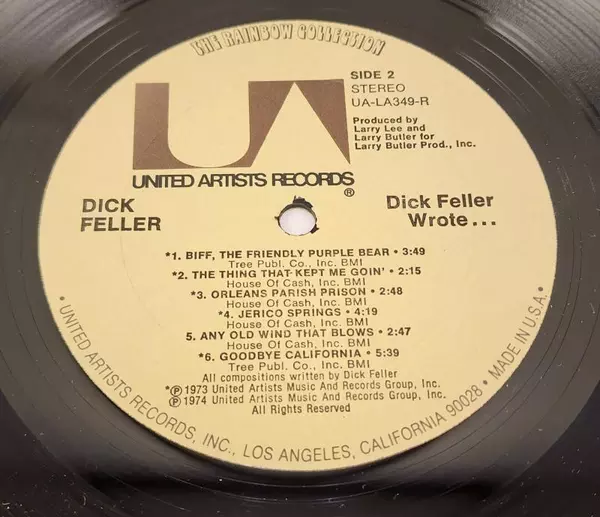 THE RAINBOW COLLECTION
UA
SIDE 2
STEREO
UA-LA349-R
Produced by
Larry Lee and
Larry Butler for
Larry Butler Prod., Inc.
UNITED ARTISTS RECORDS
®
DICK
FELLER
Dick Feller
Wrote...
*1. BIFF, THE FRIENDLY PURPLE BEAR • 3:49
Tree Publ. Co., Inc. BMI
*2. THE THING THAT KEPT ME GOIN' • 2:15
House Of Cash, Inc. BMI
*3. ORLEANS PARISH PRISON • 2:48
House Of Cash, Inc. BMI
*4. JERICO SPRINGS • 4:19
House Of Cash, Inc. BMI
5. ANY OLD WIND THAT BLOWS • 2:47
House Of Cash, Inc. BMI
*6. GOODBYE CALIFORNIA • 5:39
Tree Publ. Co., Inc. BMI
All compositions written by Dick Feller
*℗ 1973 United Artists Music And Records Group, Inc.
℗ 1974 United Artists Music And Records Group, Inc.
All Rights Reserved
• UNITED ARTISTS RECORDS, INC., LOS ANGELES, CALIFORNIA 90028 • MADE IN U.S.A. •